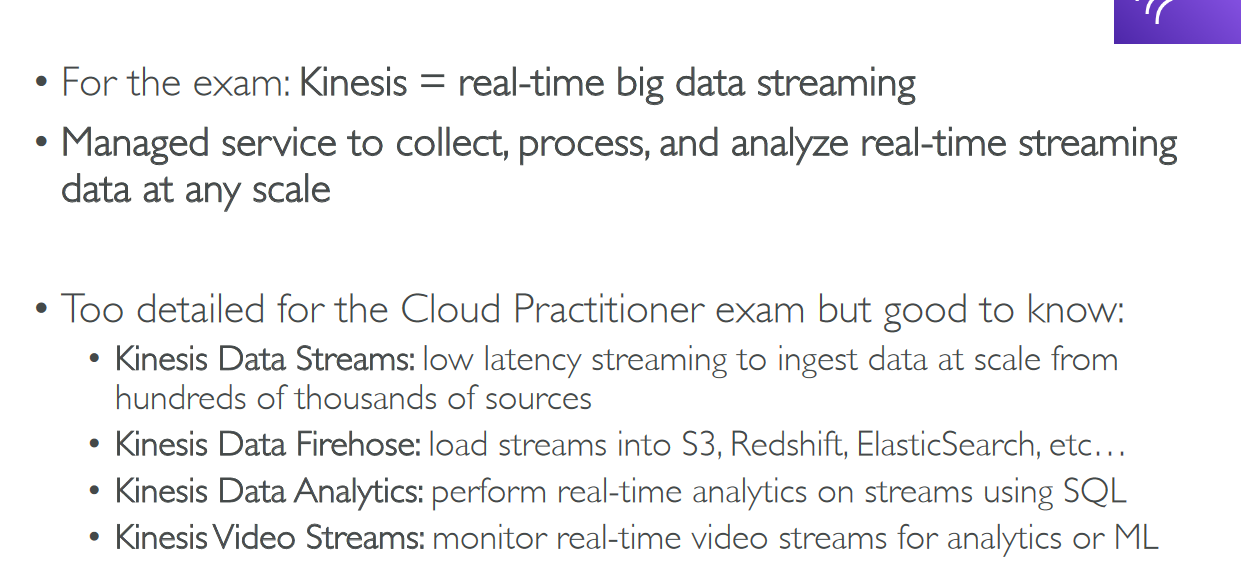 • For the exam: Kinesis = real-time big data streaming
• Managed service to collect, process, and analyze real-time streaming
data at any scale
• Too detailed for the Cloud Practitioner exam but good to know:
• Kinesis Data Streams: low latency streaming to ingest data at scale from
hundreds of thousands of sources
• Kinesis Data Firehose: load streams into S3, Redshift, ElasticSearch, etc…
• Kinesis Data Analytics: perform real-time analytics on streams using SQL
• Kinesis Video Streams: monitor real-time video streams for analytics or ML